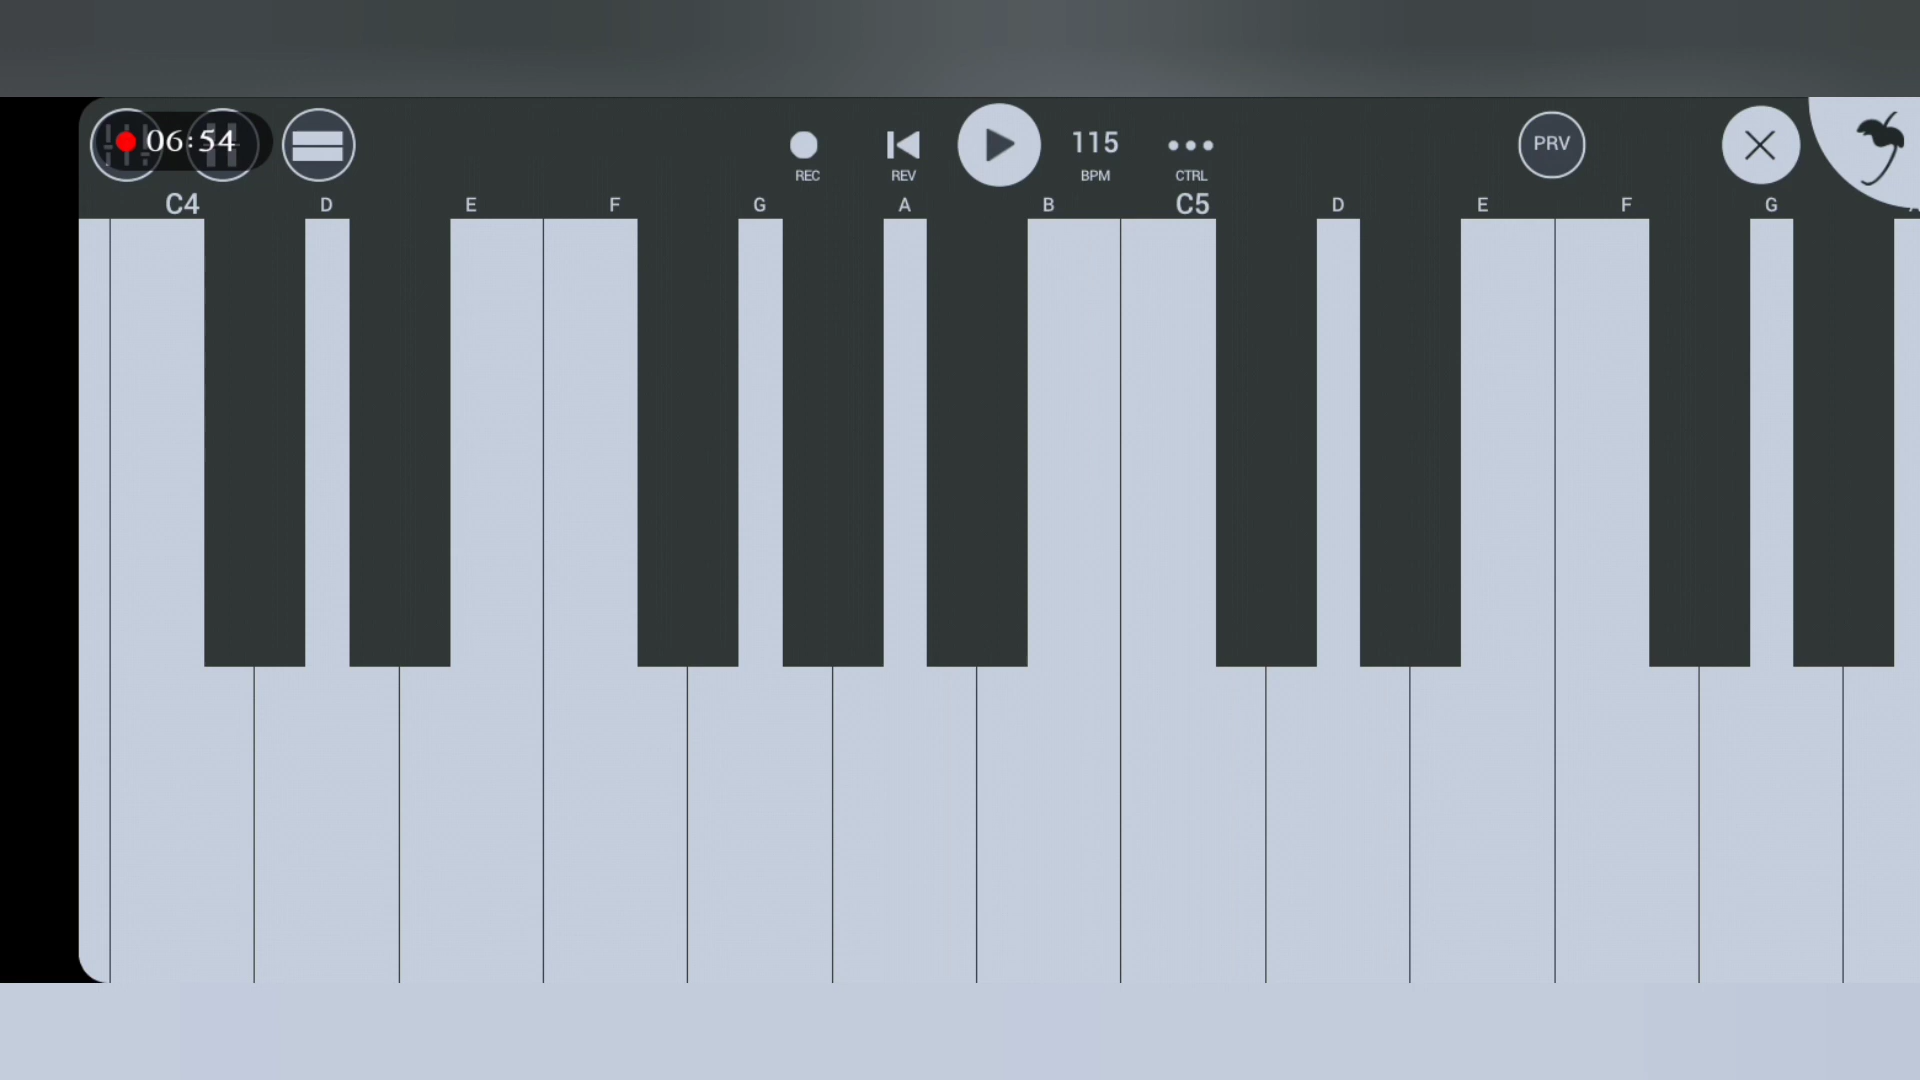 06:54
115
PRV
REC
REV
BPM
CTRL
C4 D E F G A B C5 D E F G